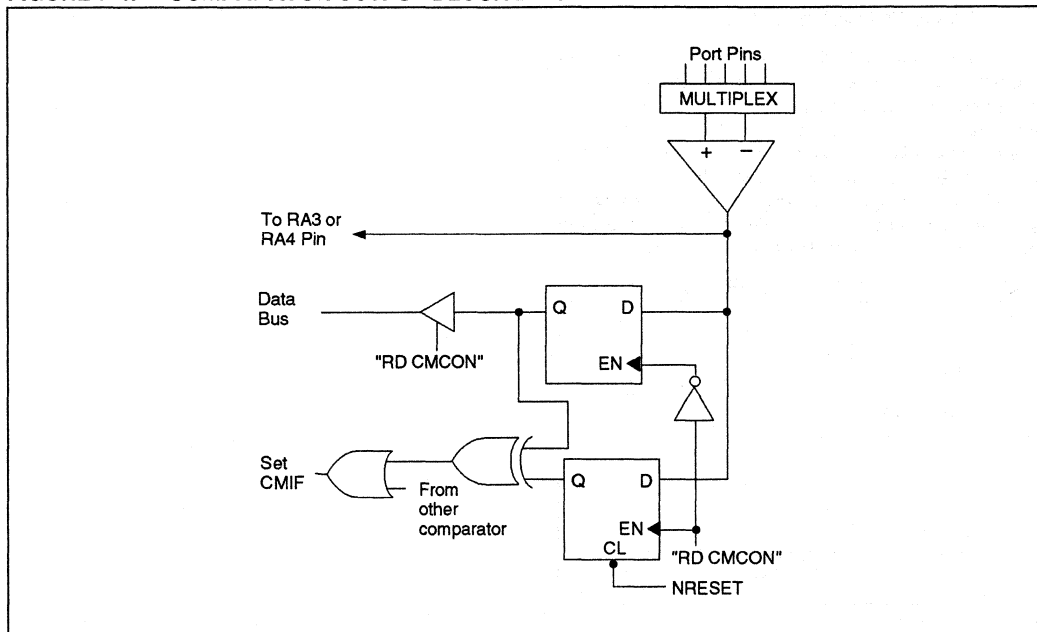 Port Pins
MULTIPLEX
+ −
To RA3 or
RA4 Pin
Data
Bus
Q D
EN
"RD CMCON"
Set
CMIF
From
other
comparator
Q D
EN
CL
"RD CMCON"
NRESET